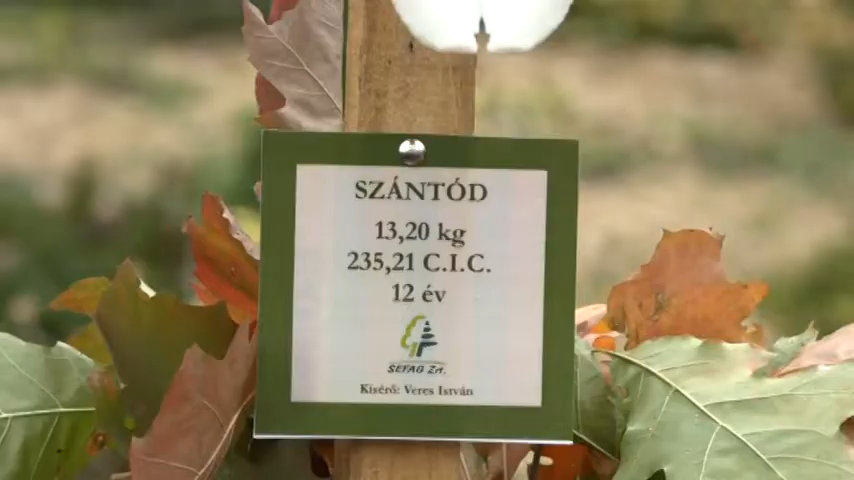 SZÁNTÓD
13,20 kg
235,21 C.I.C.
12 év
SEFAG Zrt.
Kísérő: Veres István